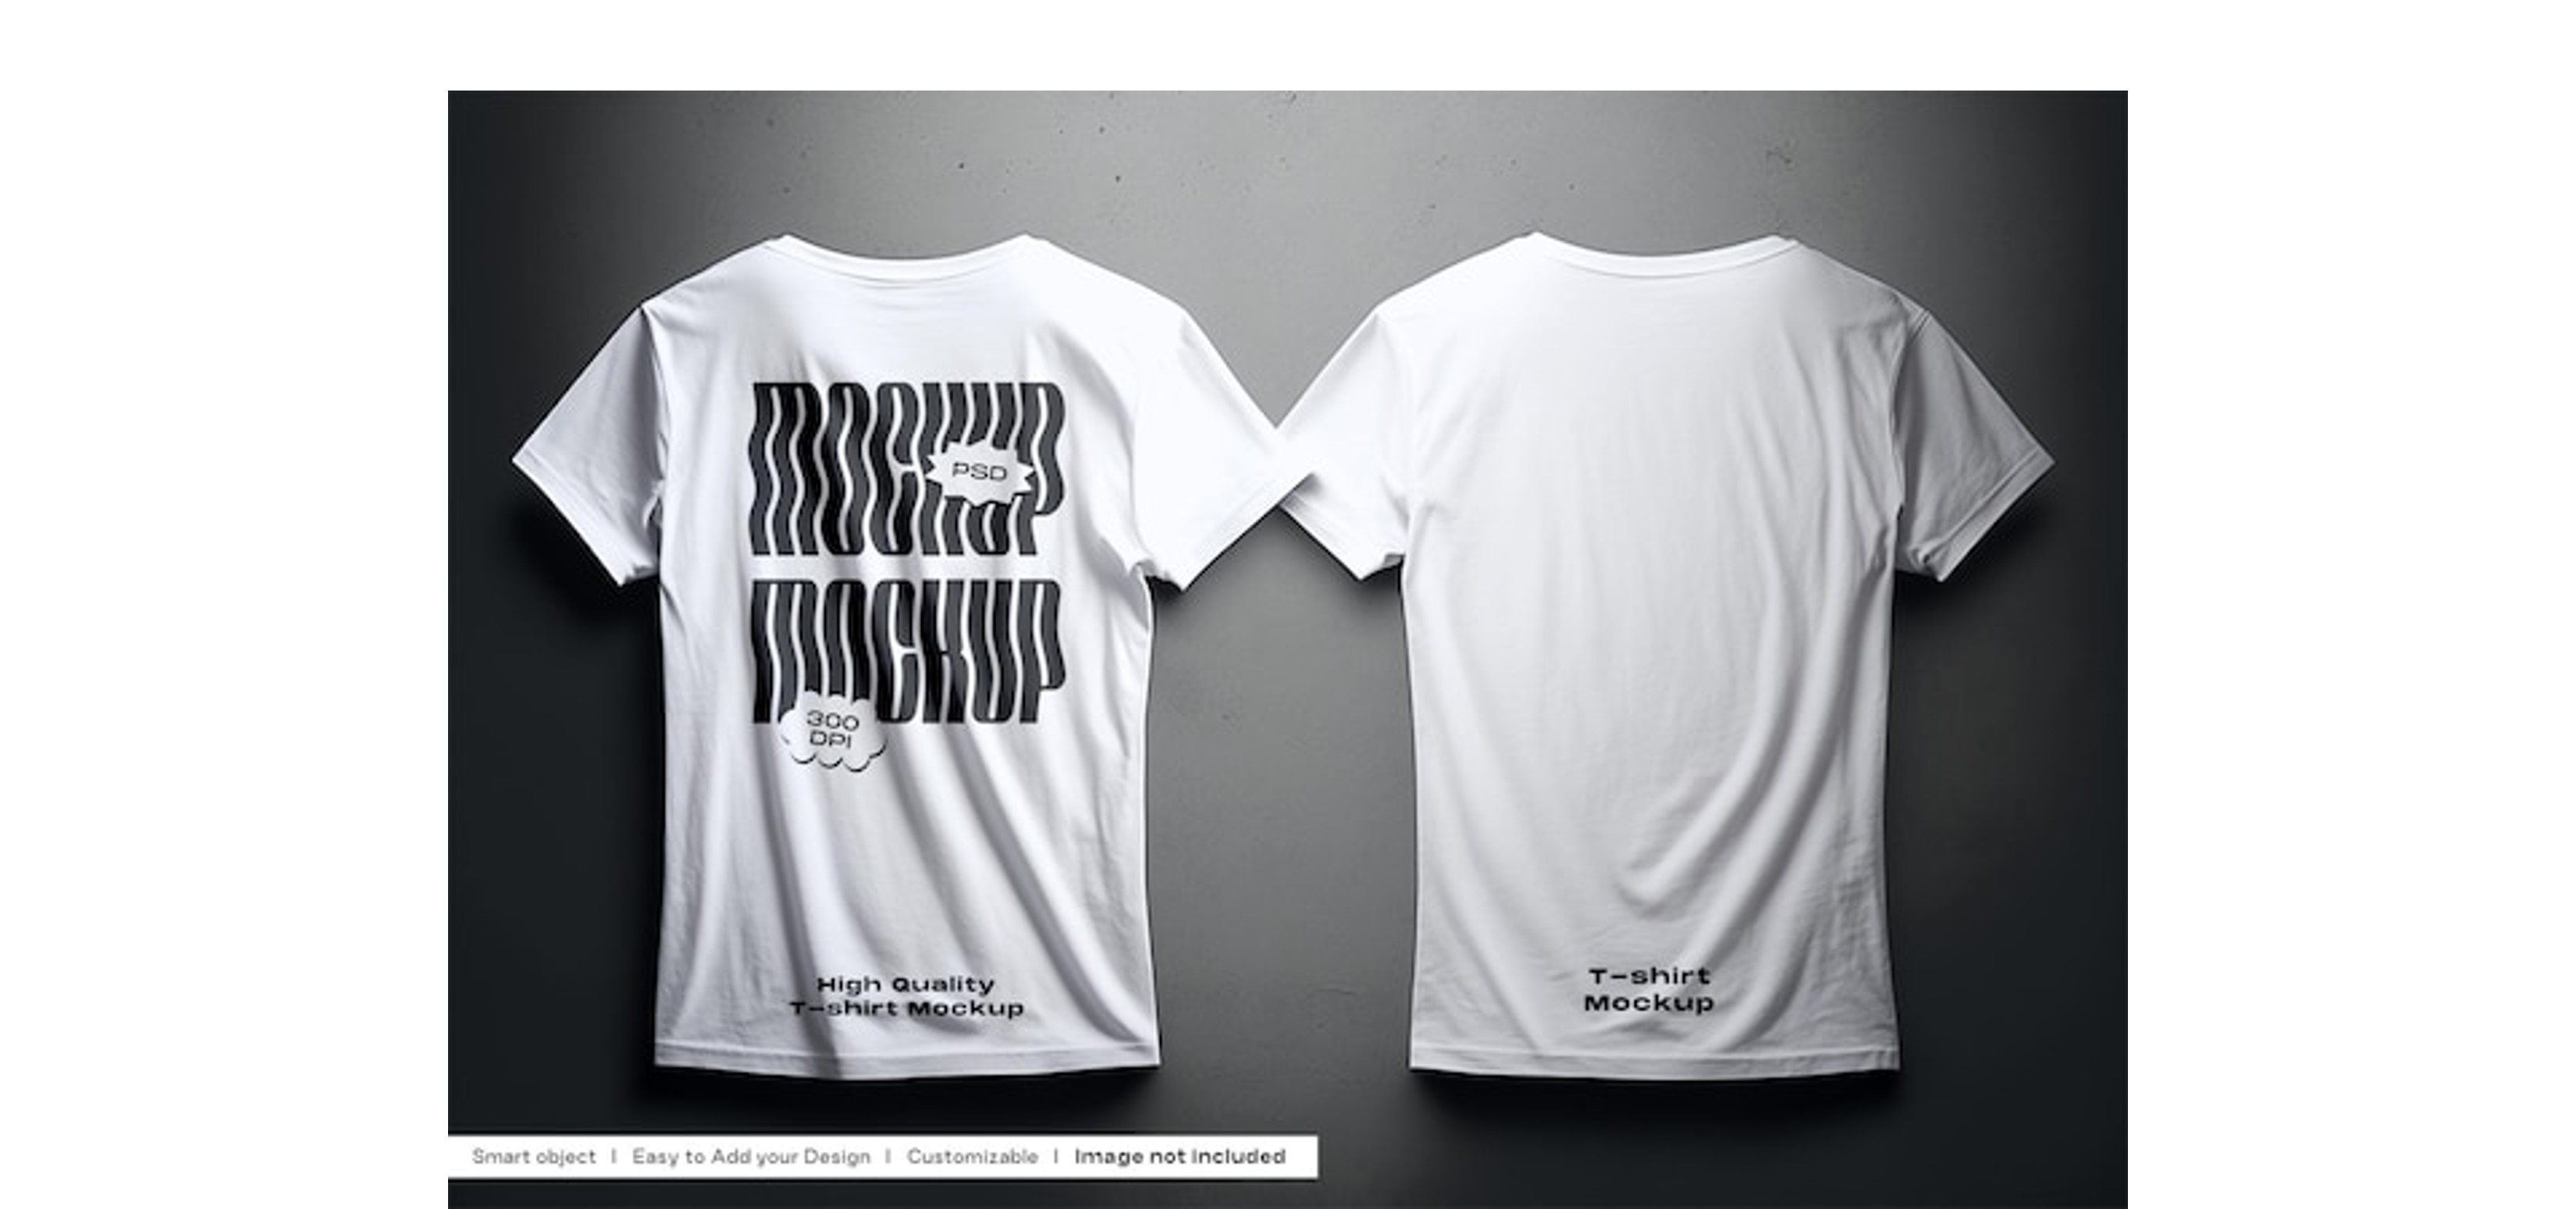 MOCKUP
PSD
MOCKUP
300
DPI
High Quality
T-shirt Mockup
T-shirt
Mockup
Smart object | Easy to Add your Design | Customizable | Image not Included